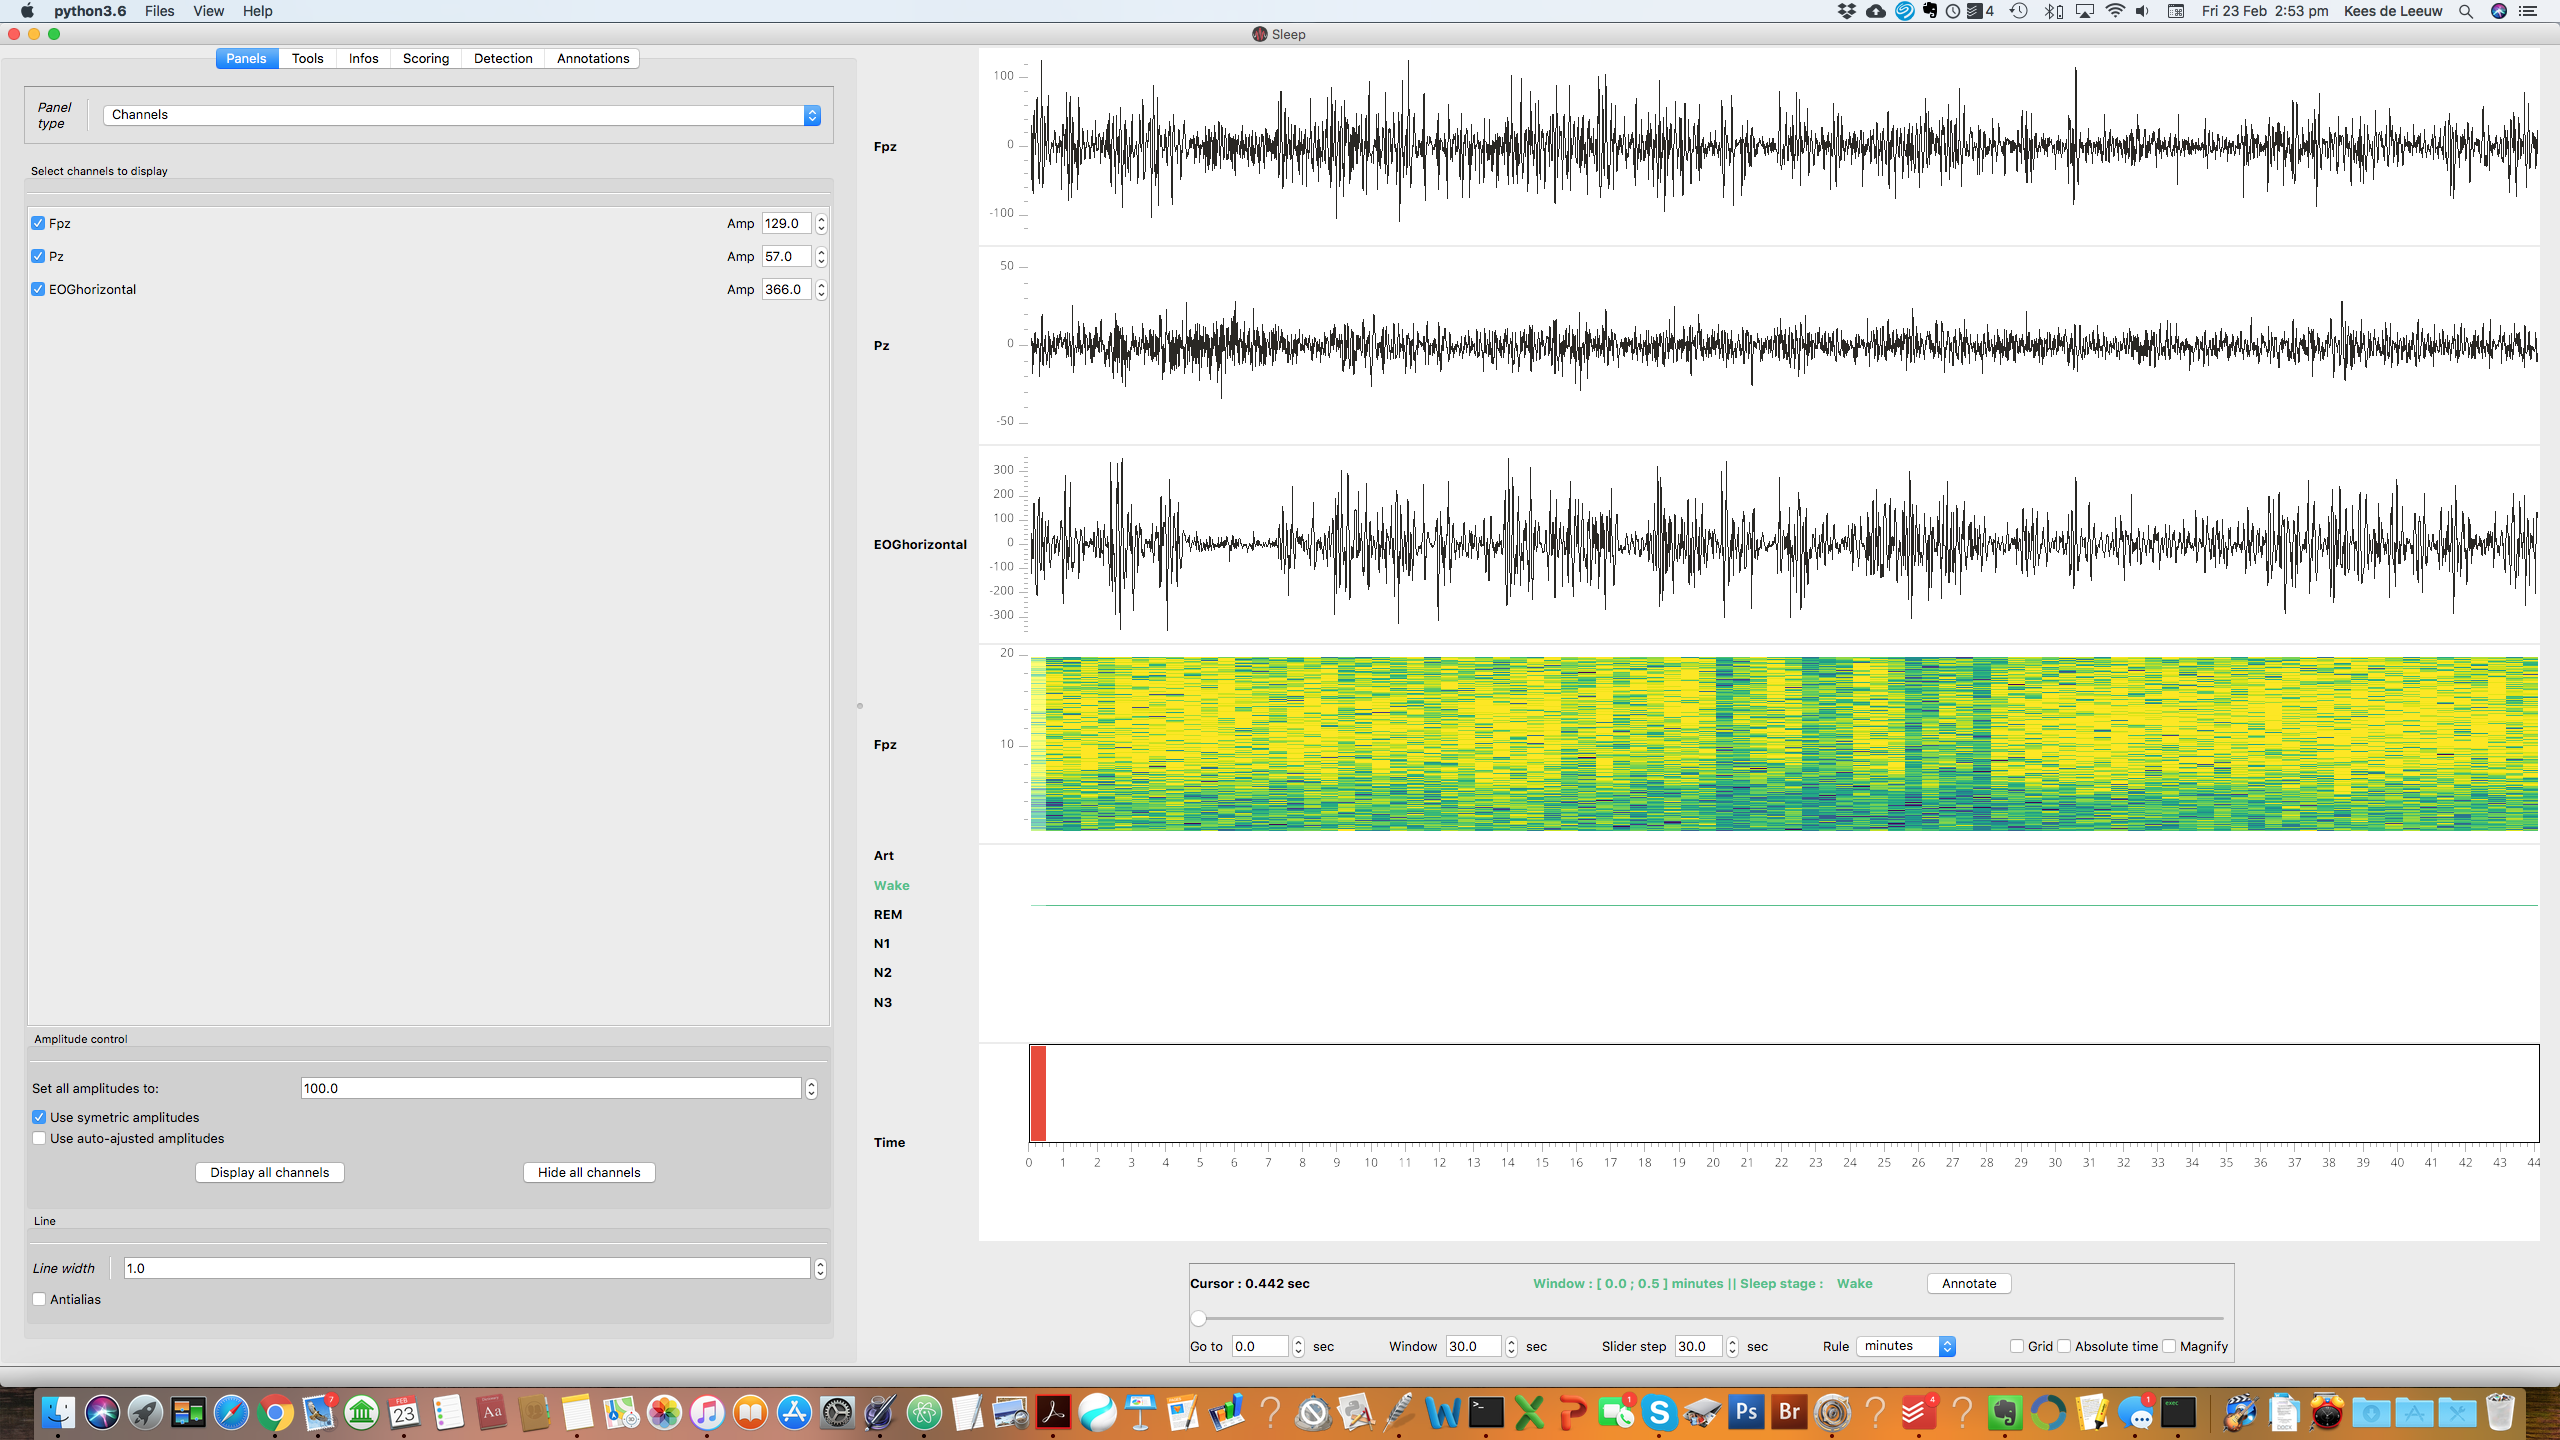 python3.6 Files View Help 4 Fri 23 Feb 2:53 pm Kees de Leeuw
Sleep
Panels Tools Infos Scoring Detection Annotations
Panel type Channels
Select channels to display
Fpz Amp 129.0
Pz Amp 57.0
EOGhorizontal Amp 366.0
Amplitude control
Set all amplitudes to: 100.0
Use symetric amplitudes
Use auto-ajusted amplitudes
Display all channels Hide all channels
Line
Line width 1.0
Antialias
Fpz
100
0
-100
Pz
50
0
-50
EOGhorizontal
300
200
100
0
-100
-200
-300
Fpz
20
10
Art
Wake
REM
N1
N2
N3
Time
0 1 2 3 4 5 6 7 8 9 10 11 12 13 14 15 16 17 18 19 20 21 22 23 24 25 26 27 28 29 30 31 32 33 34 35 36 37 38 39 40 41 42 43 44
Cursor : 0.442 sec Window : [ 0.0 ; 0.5 ] minutes || Sleep stage : Wake Annotate
Go to 0.0 sec Window 30.0 sec Slider step 30.0 sec Rule minutes Grid Absolute time Magnify
7 FEB 23 Aa 1 Ps Br 4 1 exec DOCX